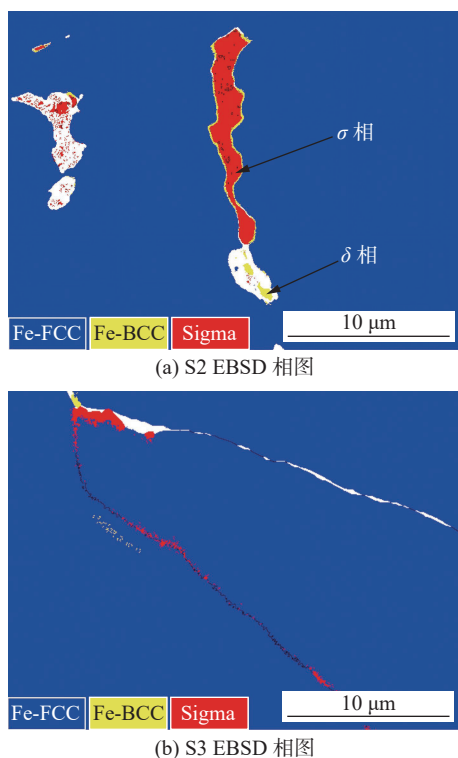 σ 相
δ 相
Fe-FCC Fe-BCC Sigma 10 μm
(a) S2 EBSD 相图
Fe-FCC Fe-BCC Sigma 10 μm
(b) S3 EBSD 相图